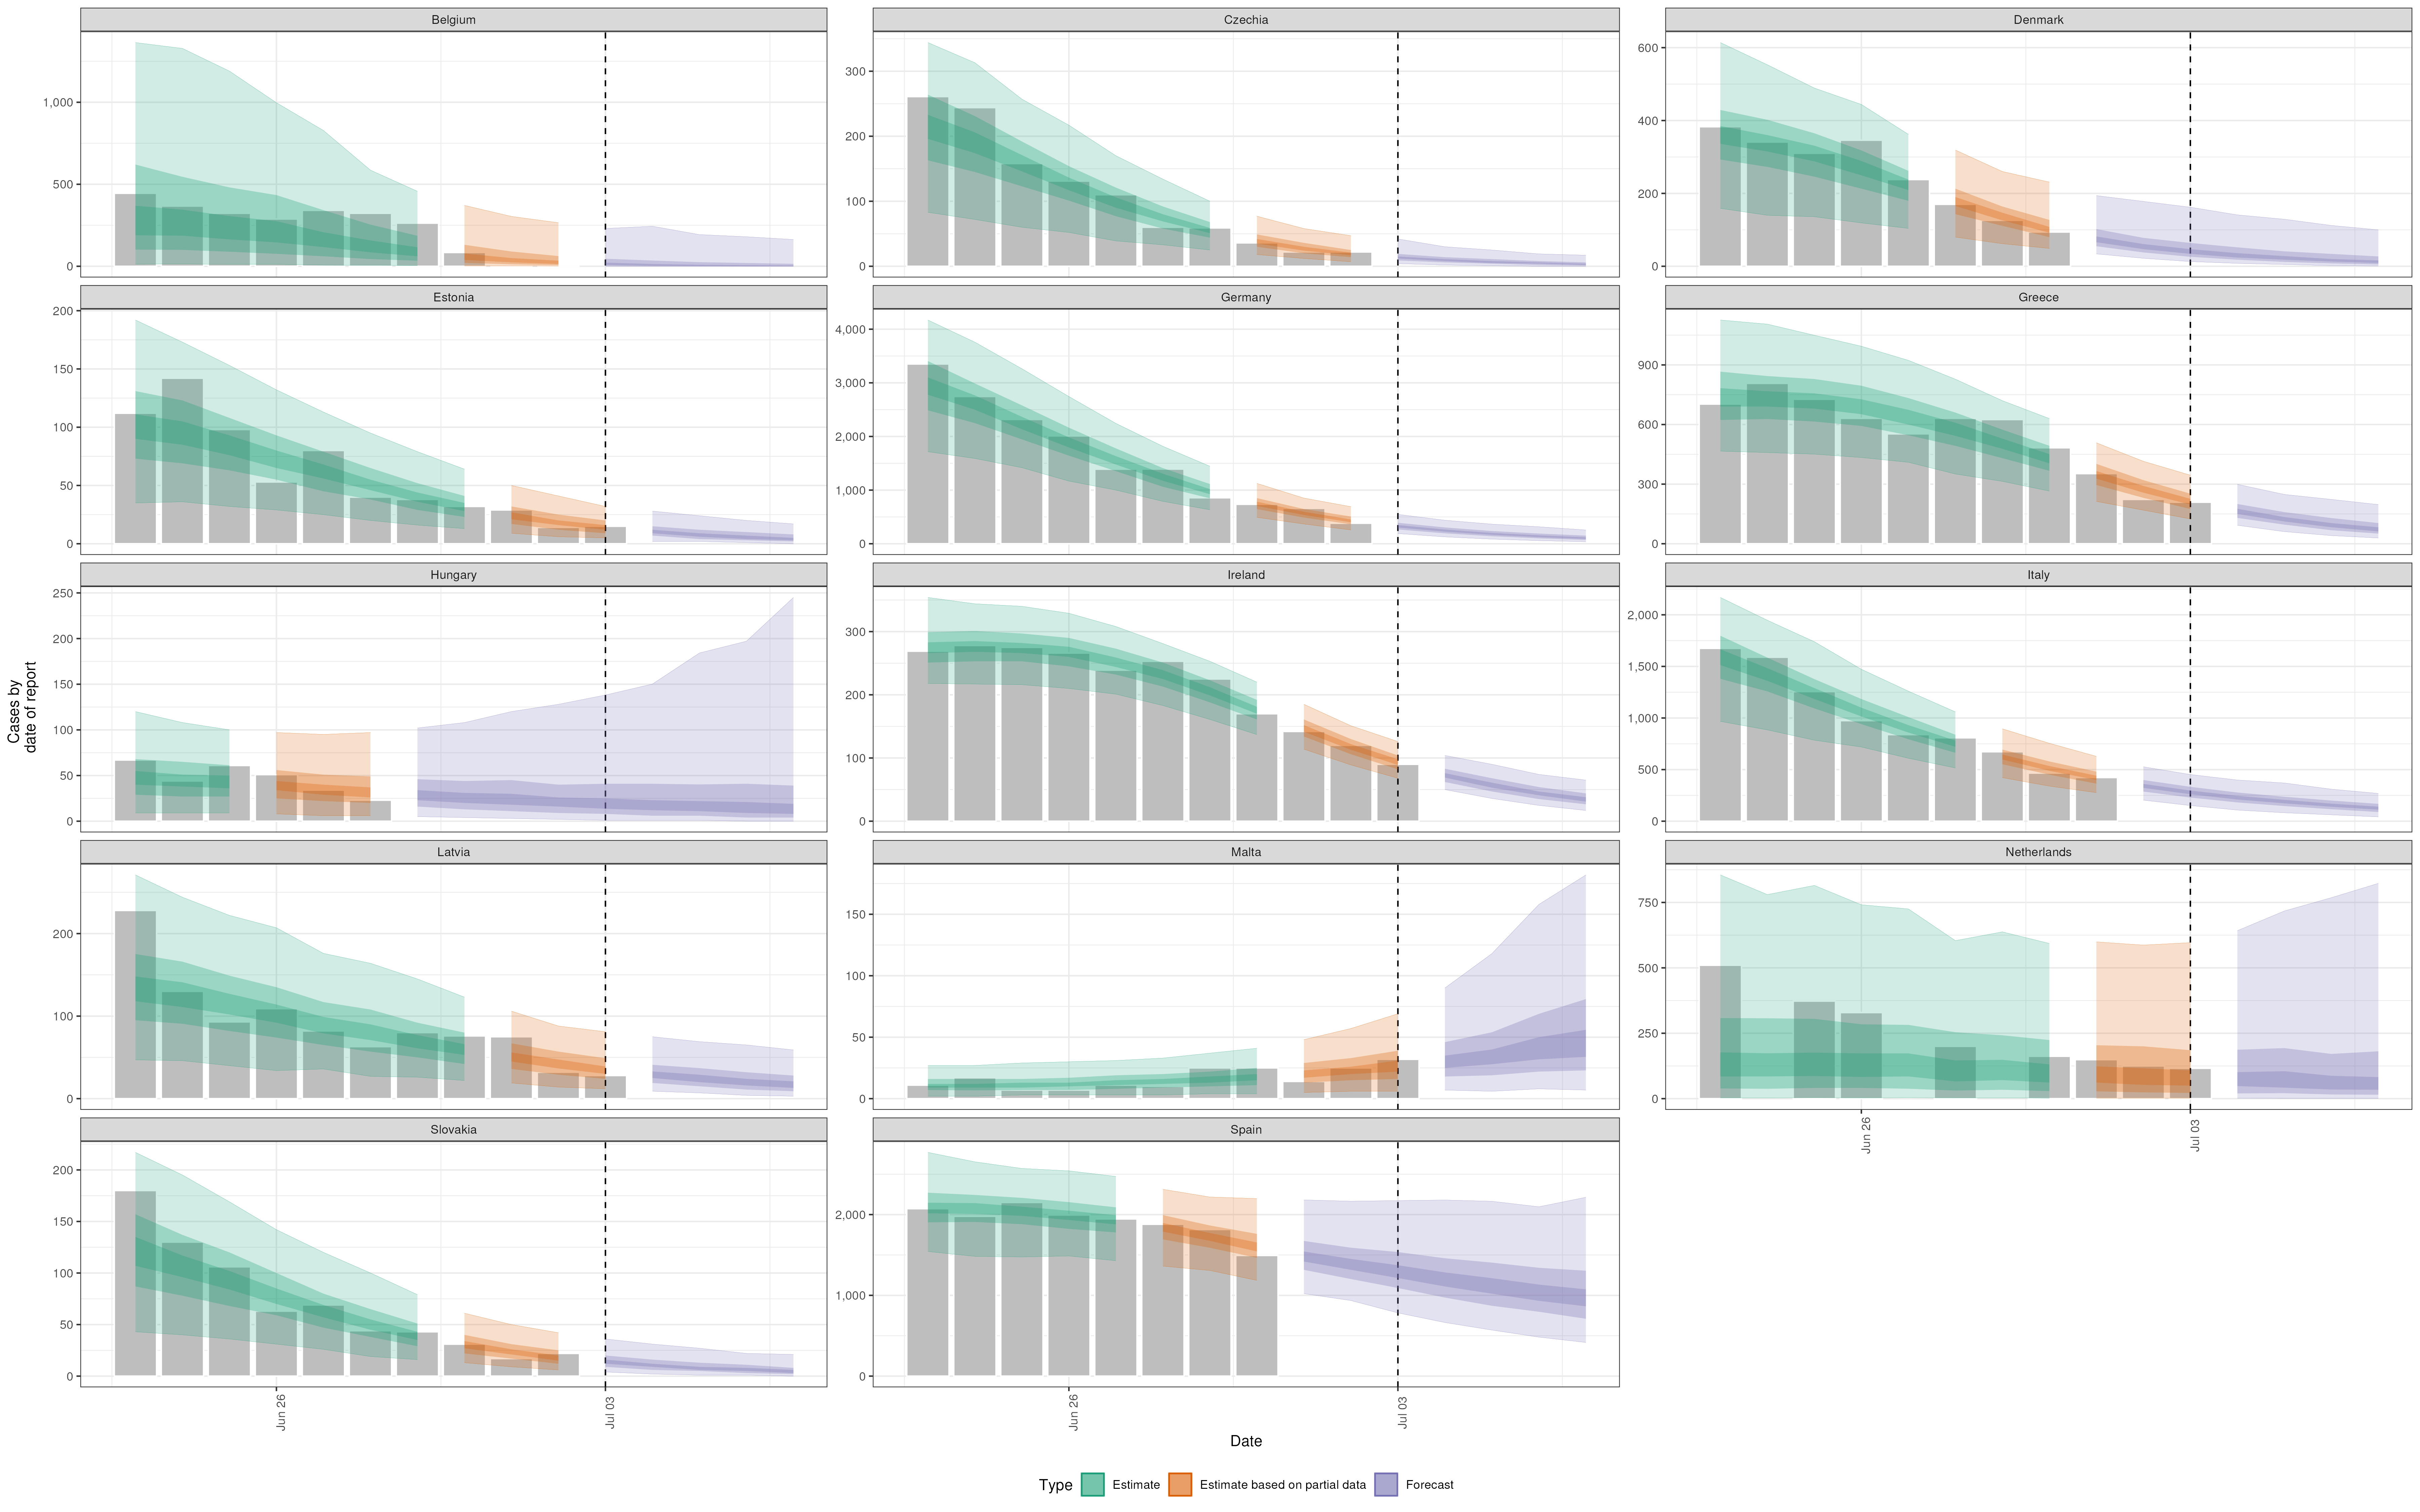 Belgium
Czechia
Denmark
1,000
500
0
300
200
100
0
600
400
200
0
Estonia
Germany
Greece
200
150
100
50
0
4,000
3,000
2,000
1,000
0
900
600
300
0
Hungary
Ireland
Italy
250
200
150
100
50
0
300
200
100
0
2,000
1,500
1,000
500
0
Cases by
date of report
Latvia
Malta
Netherlands
200
100
0
150
100
50
0
750
500
250
0
Jun 26
Jul 03
Slovakia
Spain
200
150
100
50
0
2,000
1,000
0
Jun 26
Jul 03
Jun 26
Jul 03
Date
Type Estimate Estimate based on partial data Forecast